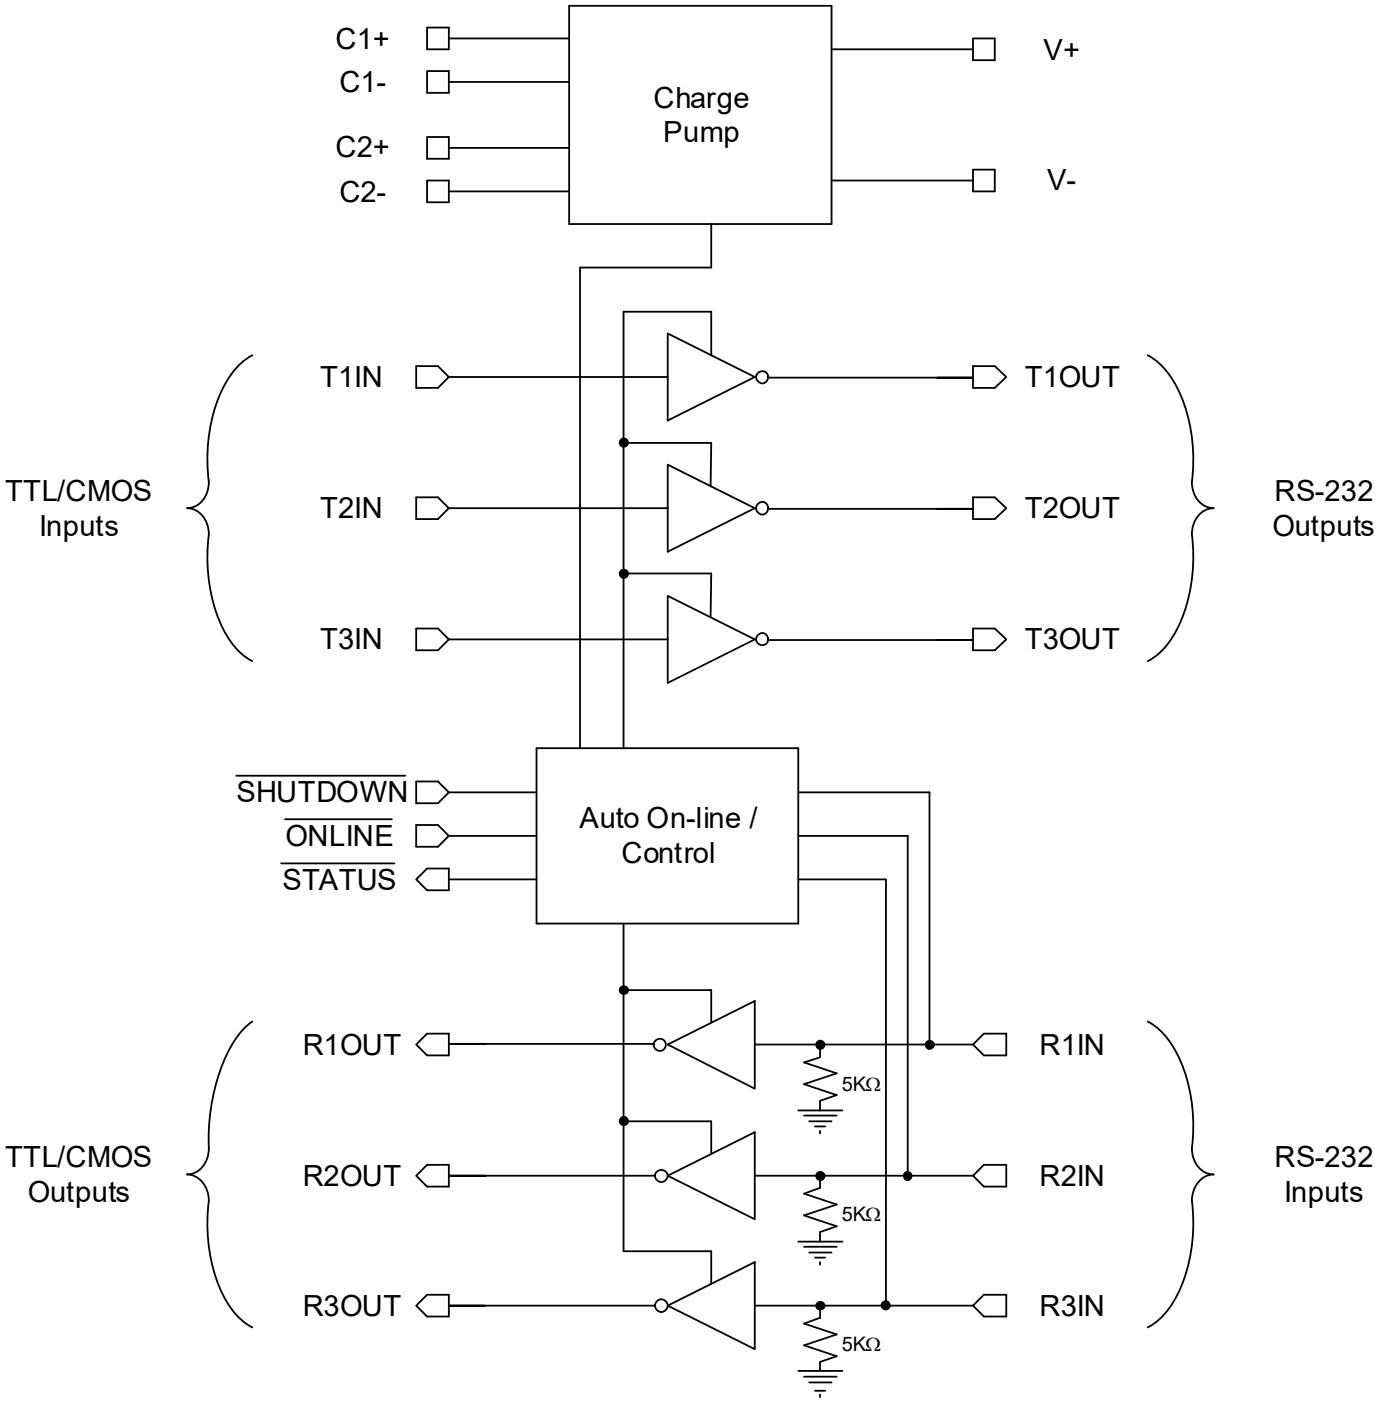 C1+
C1-
C2+
C2-
Charge
Pump
V+
V-
TTL/CMOS
Inputs
T1IN
T2IN
T3IN
T1OUT
T2OUT
T3OUT
RS-232
Outputs
SHUTDOWN
ONLINE
STATUS
Auto On-line /
Control
TTL/CMOS
Outputs
R1OUT
R2OUT
R3OUT
5KΩ
5KΩ
5KΩ
R1IN
R2IN
R3IN
RS-232
Inputs